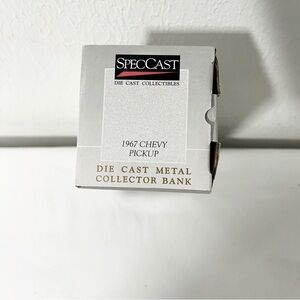 SPECCAST
DIE CAST COLLECTIBLES
1967 CHEVY
PICKUP
DIE CAST METAL
COLLECTOR BANK